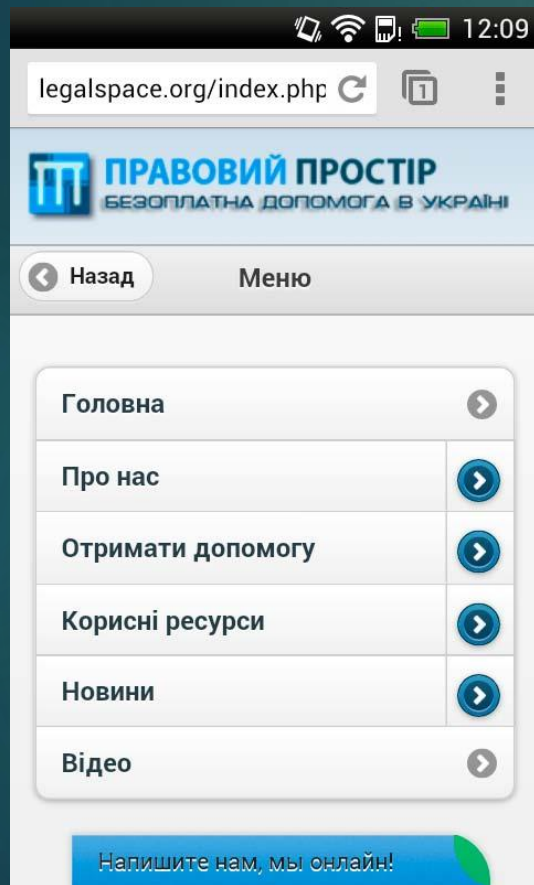 12:09
legalspace.org/index.php
1
ПРАВОВИЙ ПРОСТІР
БЕЗОПЛАТНА ДОПОМОГА В УКРАЇНІ
Назад Меню
Головна
Про нас
Отримати допомогу
Корисні ресурси
Новини
Відео
Напишите нам, мы онлайн!